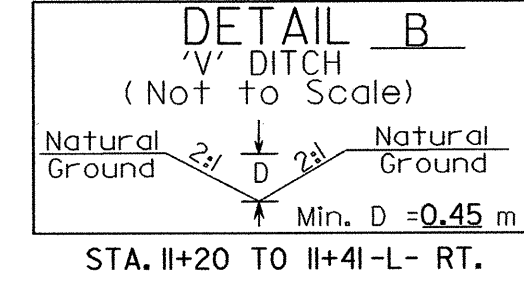 DETAIL B
'V' DITCH
(Not to Scale)
Natural Ground
2:1
D
2:1
Natural Ground
Min. D = 0.45 m
STA. 11+20 TO 11+41 -L- RT.